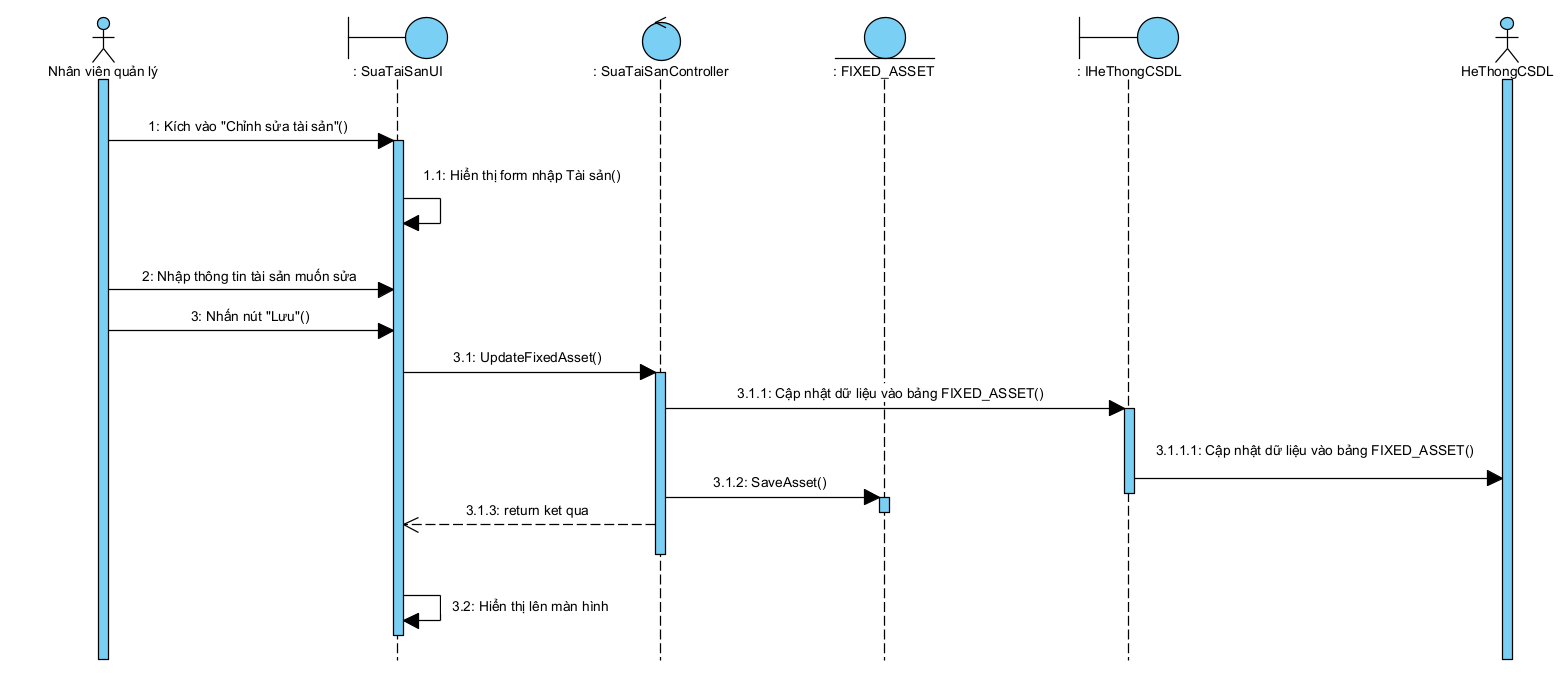 Nhân viên quản lý
: SuaTaiSanUI
: SuaTaiSanController
: FIXED_ASSET
: IHeThongCSDL
HeThongCSDL
1: Kích vào "Chỉnh sửa tài sản"()
1.1: Hiển thị form nhập Tài sản()
2: Nhập thông tin tài sản muốn sửa
3: Nhấn nút "Lưu"()
3.1: UpdateFixedAsset()
3.1.1: Cập nhật dữ liệu vào bảng FIXED_ASSET()
3.1.1.1: Cập nhật dữ liệu vào bảng FIXED_ASSET()
3.1.2: SaveAsset()
3.1.3: return ket qua
3.2: Hiển thị lên màn hình